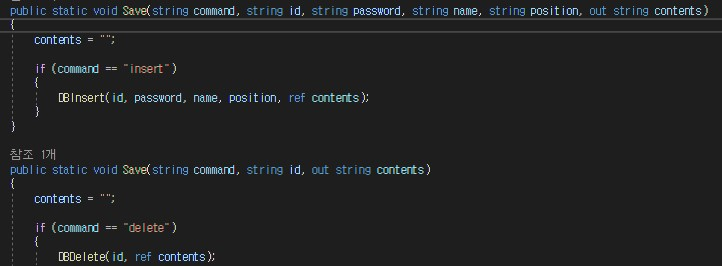 public static void Save(string command, string id, string password, string name, string position, out string contents)
{
contents = "";
if (command == "insert")
{
DBInsert(id, password, name, position, ref contents);
}
}
참조 1개
public static void Save(string command, string id, out string contents)
{
contents = "";
if (command == "delete")
{
DBDelete(id, ref contents);